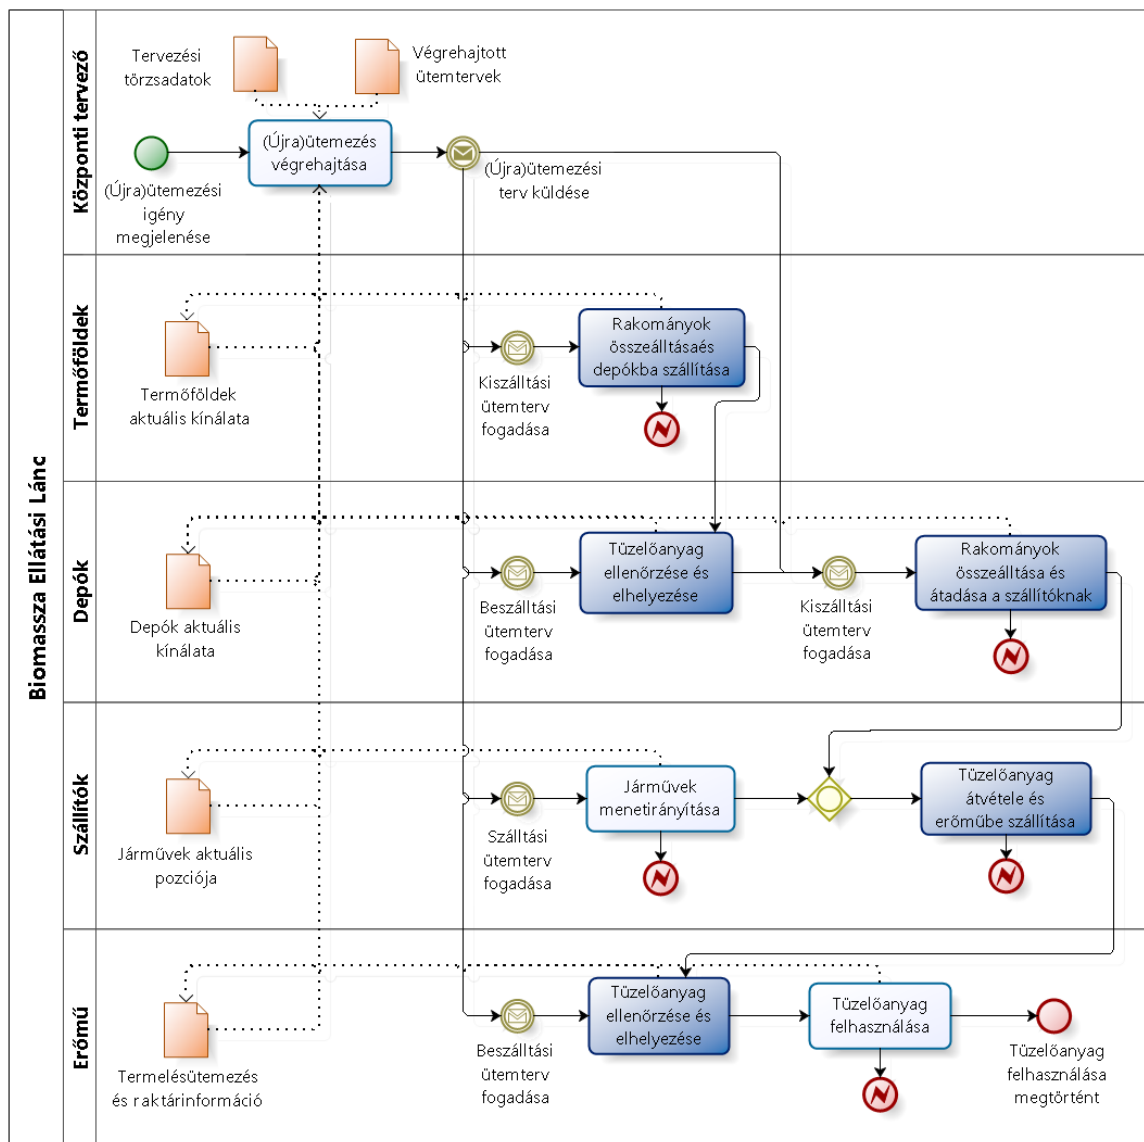 Biomassza Ellátási Lánc
Központi tervező
Tervezési
törzsadatok
Végrehajtott
ütemtervek
(Újra)ütemezési
igény
megjelenése
(Újra)ütemezés
végrehajtása
(Újra)ütemezési
terv küldése
Termőföldek
Termőföldek
aktuális kínálata
Kiszálltási
ütemterv
fogadása
Rakományok
összeálltásaés
depókba szállítása
Depók
Depók aktuális
kínálata
Beszálltási
ütemterv
fogadása
Tüzelőanyag
ellenőrzése és
elhelyezése
Kiszálltási
ütemterv
fogadása
Rakományok
összeálltása és
átadása a szállítóknak
Szállítók
Járművek aktuális
pozciója
Szálltási
ütemterv
fogadása
Járművek
menetirányítása
Tüzelőanyag
átvétele és
erőműbe szállítása
Erőmű
Termelésütemezés
és raktárinformáció
Beszálltási
ütemterv
fogadása
Tüzelőanyag
ellenőrzése és
elhelyezése
Tüzelőanyag
felhasználása
Tüzelőanyag
felhasználása
megtörtént